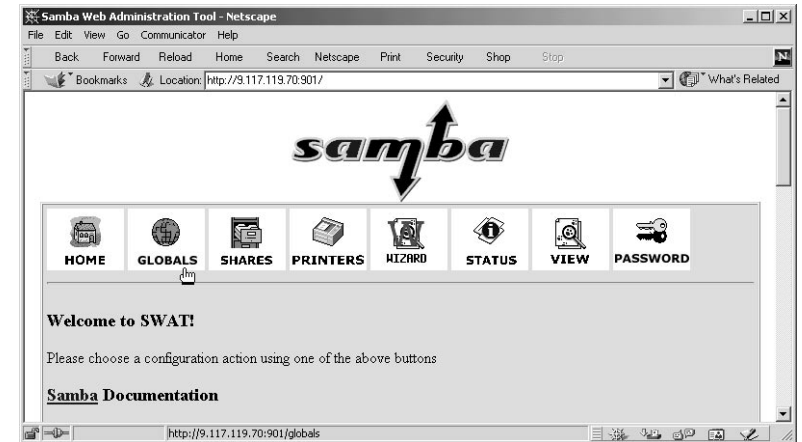 Samba Web Administration Tool - Netscape
File Edit View Go Communicator Help
Back Forward Reload Home Search Netscape Print Security Shop Stop
N
Bookmarks Location: http://9.117.119.70:901/ What's Related
samba
HOME GLOBALS SHARES PRINTERS WIZARD STATUS VIEW PASSWORD
Welcome to SWAT!
Please choose a configuration action using one of the above buttons
Samba Documentation
http://9.117.119.70:901/globals